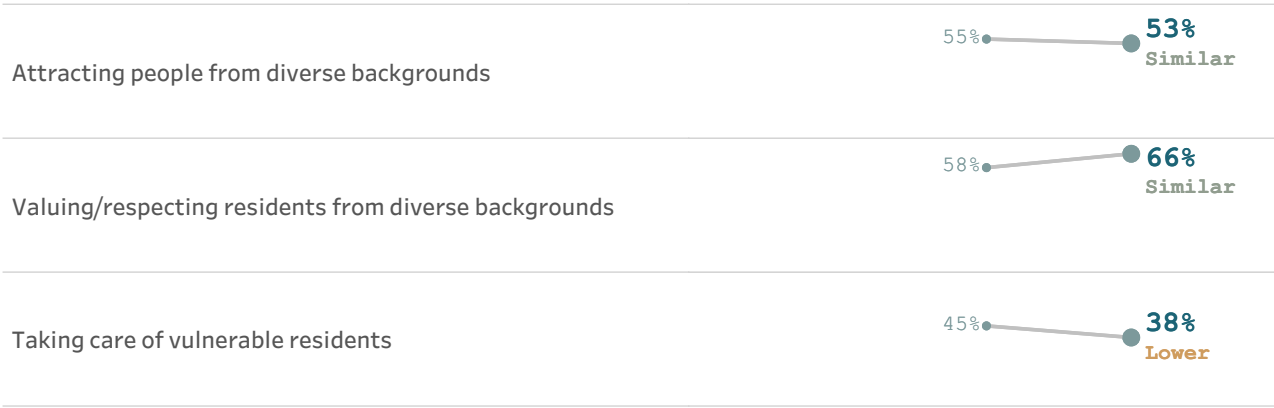 Attracting people from diverse backgrounds
55%
53%
Similar
Valuing/respecting residents from diverse backgrounds
58%
66%
Similar
Taking care of vulnerable residents
45%
38%
Lower